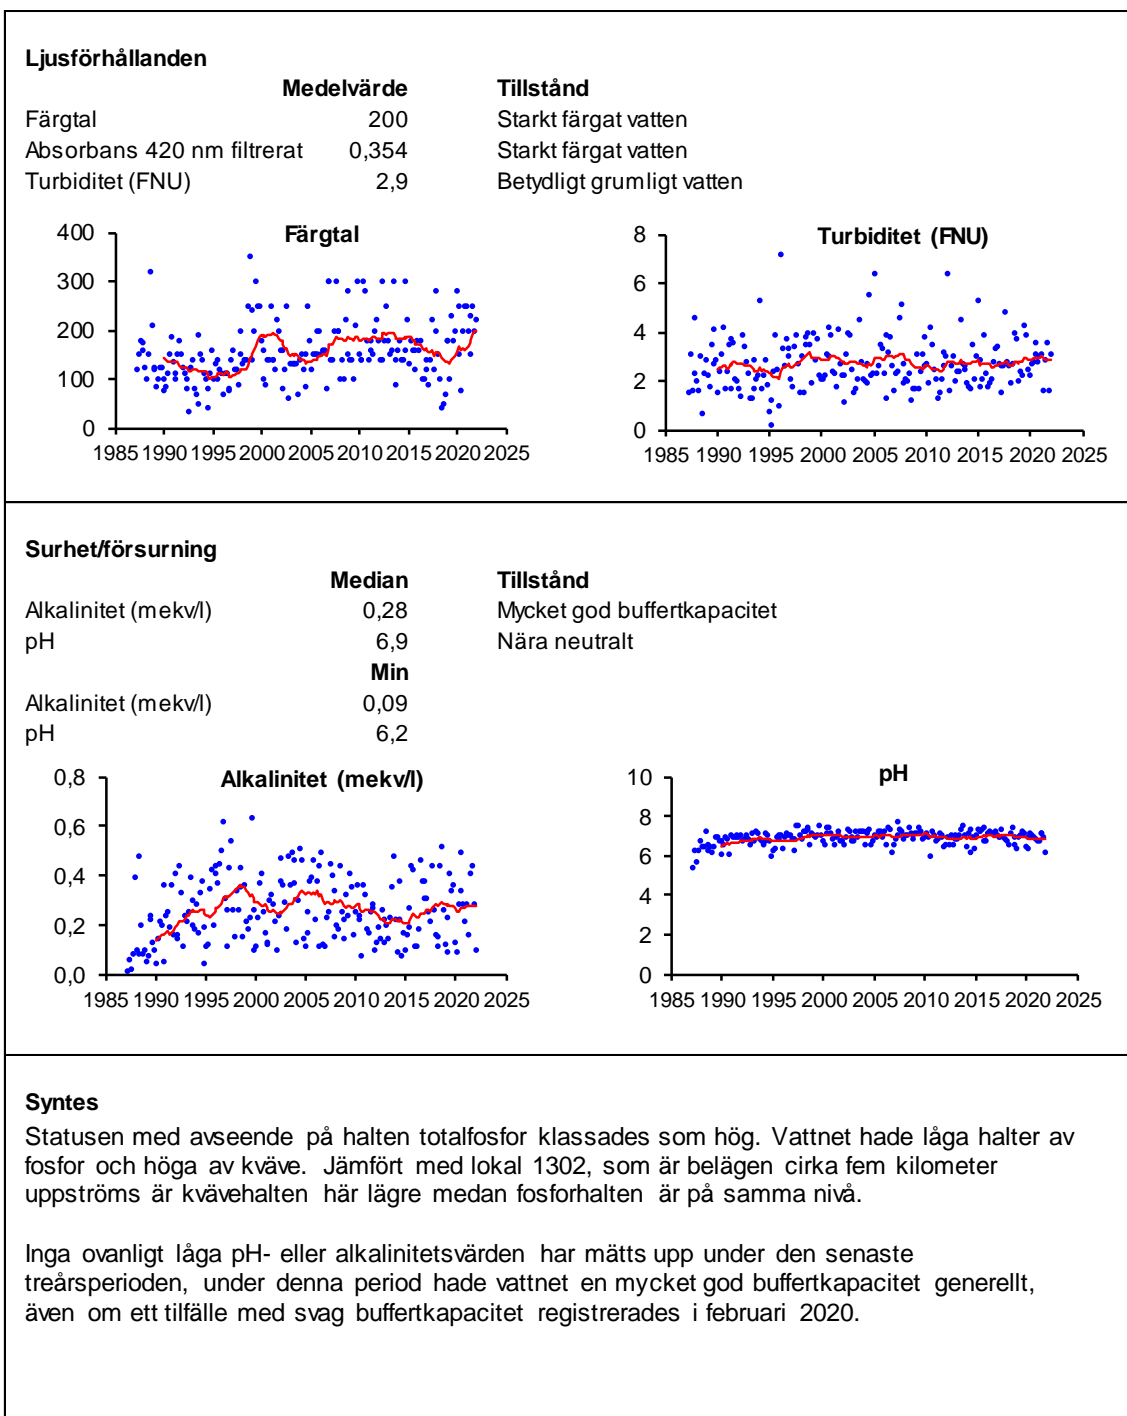 Ljusförhållanden
Medelvärde Tillstånd
Färgtal 200 Starkt färgat vatten
Absorbans 420 nm filtrerat 0,354 Starkt färgat vatten
Turbiditet (FNU) 2,9 Betydligt grumligt vatten
Färgtal
400
300
200
100
0
1985 1990 1995 2000 2005 2010 2015 2020 2025
Turbiditet (FNU)
8
6
4
2
0
1985 1990 1995 2000 2005 2010 2015 2020 2025
Surhet/försurning
Median Tillstånd
Alkalinitet (mekv/l) 0,28 Mycket god buffertkapacitet
pH 6,9 Nära neutralt
Min
Alkalinitet (mekv/l) 0,09
pH 6,2
Alkalinitet (mekv/l)
0,8
0,6
0,4
0,2
0,0
1985 1990 1995 2000 2005 2010 2015 2020 2025
pH
10
8
6
4
2
0
1985 1990 1995 2000 2005 2010 2015 2020 2025
Syntes
Statusen med avseende på halten totalfosfor klassades som hög. Vattnet hade låga halter av
fosfor och höga av kväve. Jämfört med lokal 1302, som är belägen cirka fem kilometer
uppströms är kvävehalten här lägre medan fosforhalten är på samma nivå.
Inga ovanligt låga pH- eller alkalinitetsvärden har mätts upp under den senaste
treårsperioden, under denna period hade vattnet en mycket god buffertkapacitet generellt,
även om ett tilfälle med svag buffertkapacitet registrerades i februari 2020.